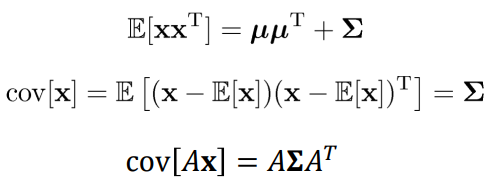 𝔼[𝐱𝐱ᵀ] = 𝝁𝝁ᵀ + 𝚺
cov[𝐱] = 𝔼 [(𝐱 − 𝔼[𝐱])(𝐱 − 𝔼[𝐱])ᵀ] = 𝚺
cov[𝐴𝐱] = 𝐴𝚺𝐴ᵀ